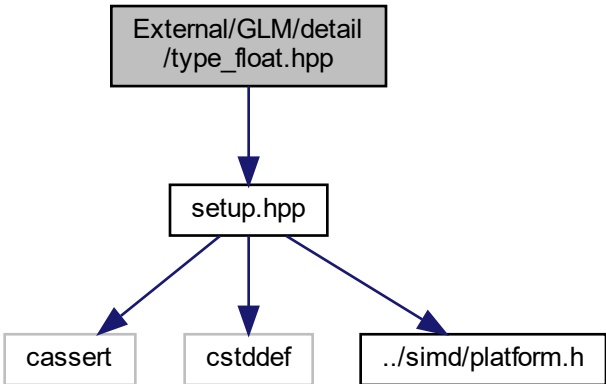 External/GLM/detail
/type_float.hpp
setup.hpp
cassert
cstddef
../simd/platform.h